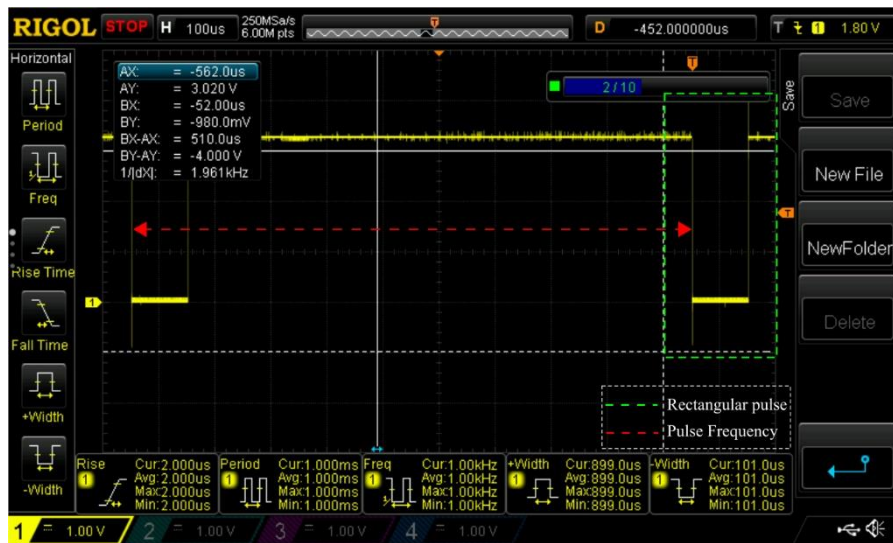 RIGOL STOP H 100us 250MSa/s 6.00M pts D -452.000000us T 1 1.80 V
Horizontal
Period
Freq
Rise Time
Fall Time
+Width
-Width
AX: = -562.0us
AY: = 3.020 V
BX: = -52.00us
BY: = -980.0mV
BX-AX: = 510.0us
BY-AY: = -4.000 V
1/|dX|: = 1.961kHz
T
2/10
T
1
Rectangular pulse
Pulse Frequency
Save
Save
New File
NewFolder
Delete
Rise 1 Cur:2.000us Avg:2.000us Max:2.000us Min:2.000us
Period 1 Cur:1.000ms Avg:1.000ms Max:1.000ms Min:1.000ms
Freq 1 Cur:1.00kHz Avg:1.00kHz Max:1.00kHz Min:1.00kHz
+Width 1 Cur:899.0us Avg:899.0us Max:899.0us Min:899.0us
-Width 1 Cur:101.0us Avg:101.0us Max:101.0us Min:101.0us
1 = 1.00 V 2 = 1.00 V 3 = 1.00 V 4 = 1.00 V